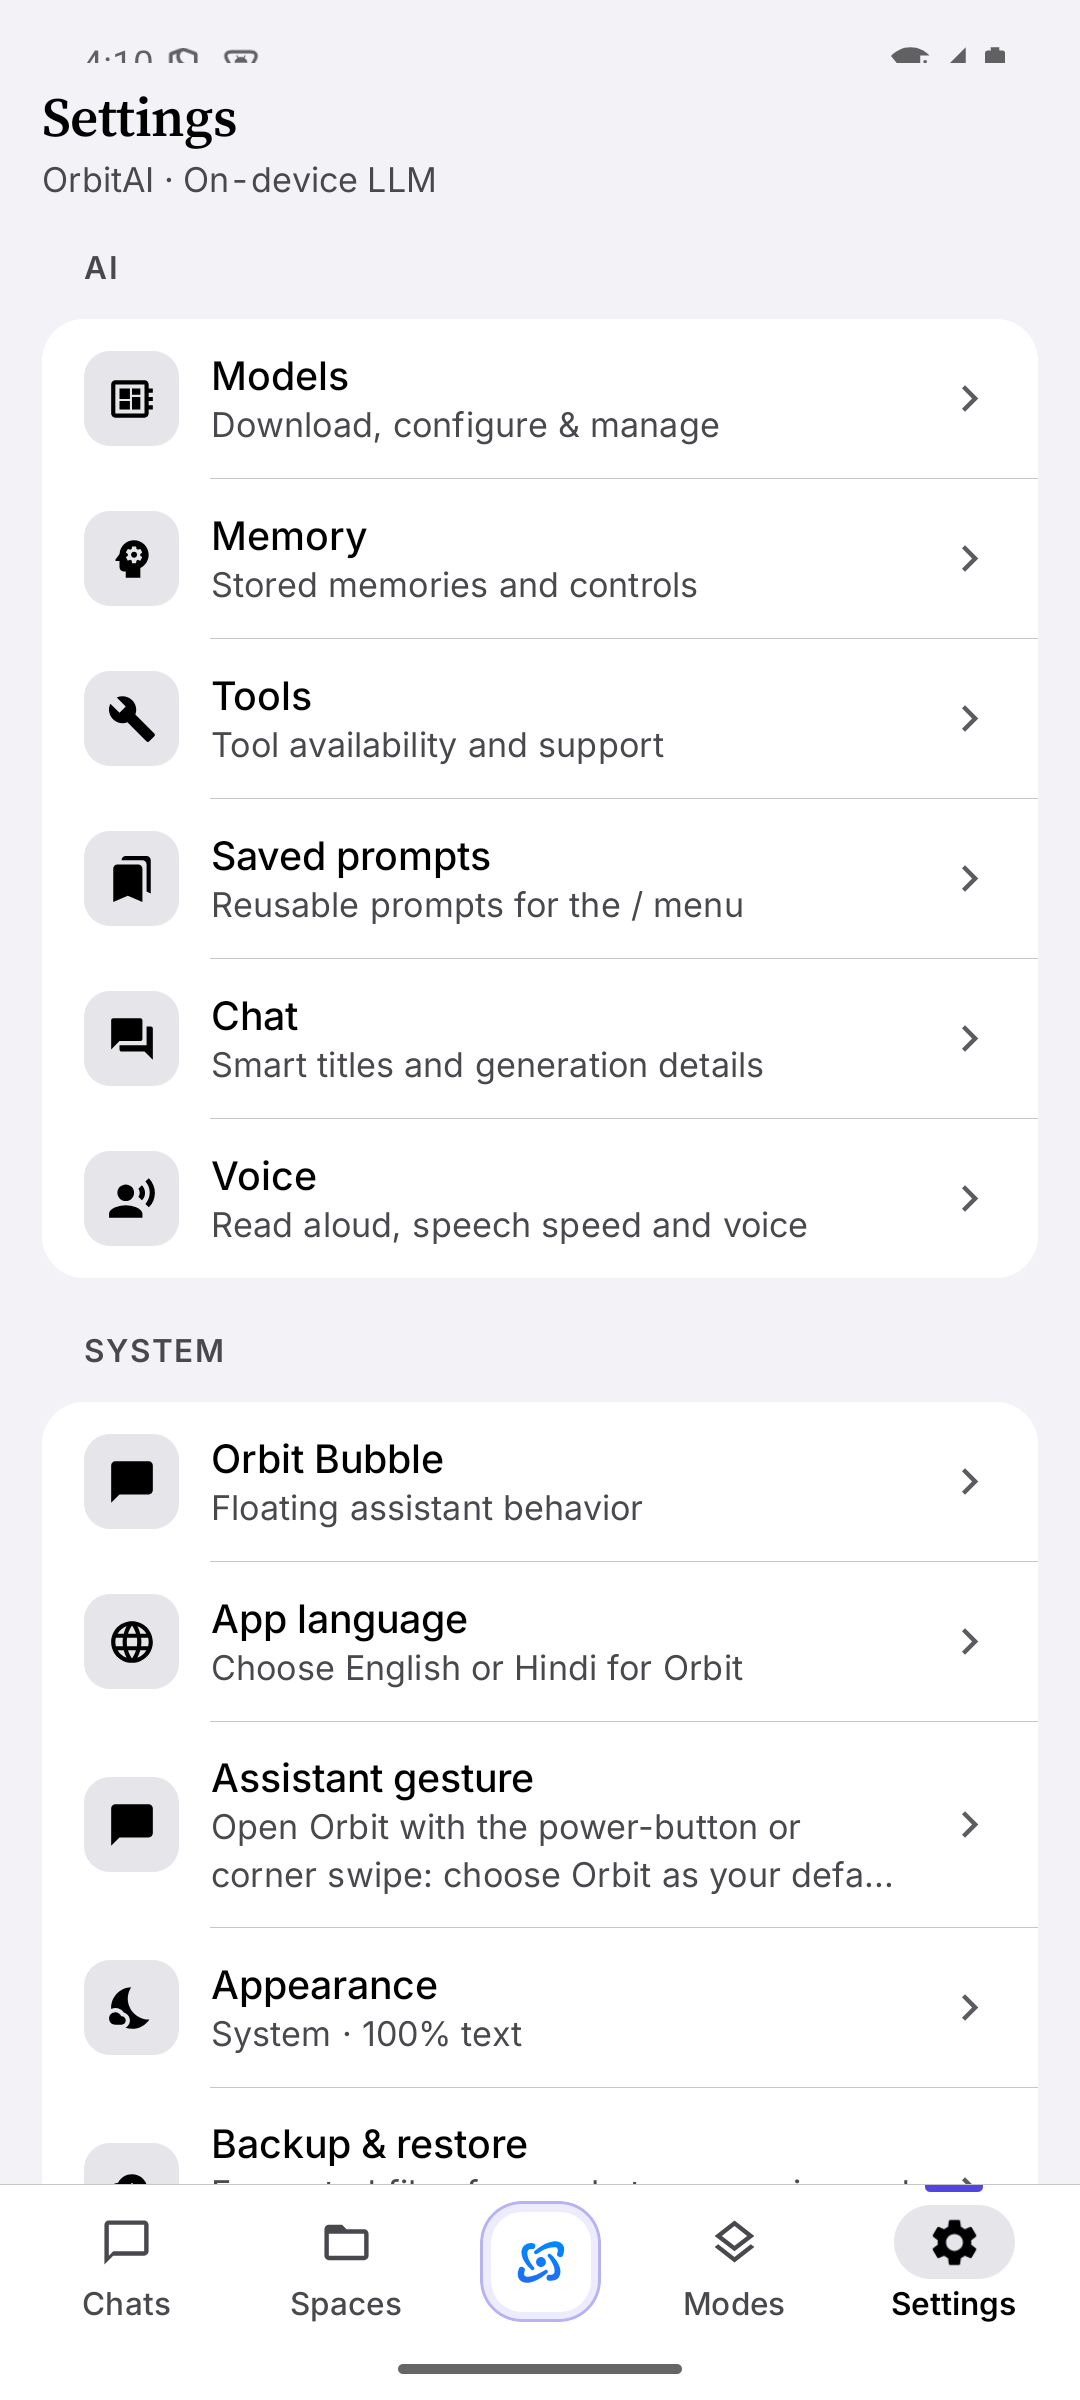 4:10
Settings
OrbitAI · On-device LLM
AI
Models
Download, configure & manage
Memory
Stored memories and controls
Tools
Tool availability and support
Saved prompts
Reusable prompts for the / menu
Chat
Smart titles and generation details
Voice
Read aloud, speech speed and voice
SYSTEM
Orbit Bubble
Floating assistant behavior
App language
Choose English or Hindi for Orbit
Assistant gesture
Open Orbit with the power-button or
corner swipe: choose Orbit as your defa...
Appearance
System · 100% text
Backup & restore
Chats
Spaces
Modes
Settings